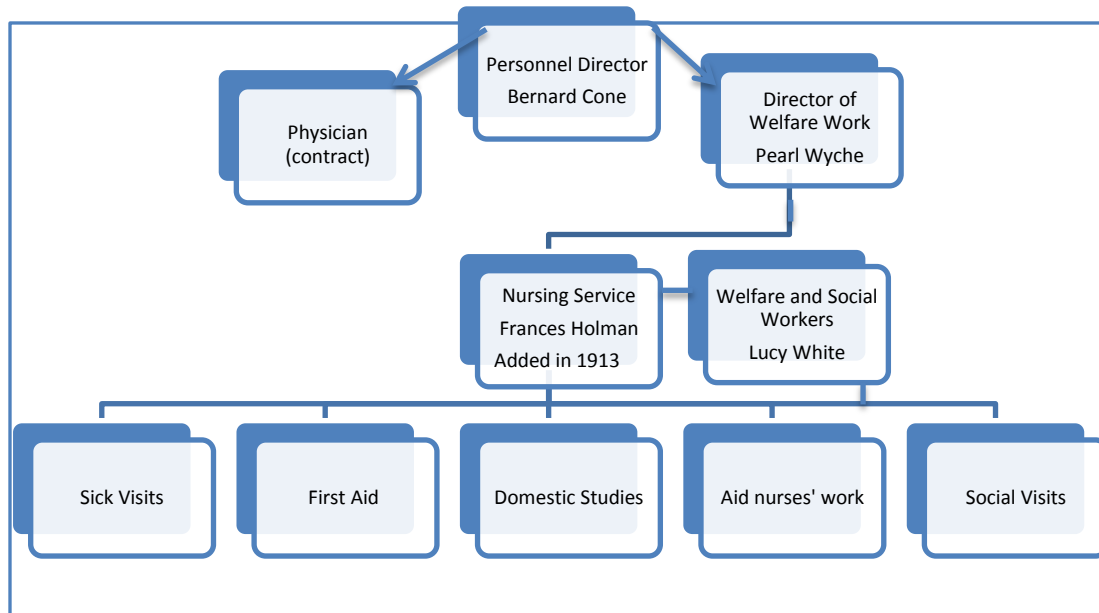 Personnel Director
Bernard Cone
Physician
(contract)
Director of
Welfare Work
Pearl Wyche
Nursing Service
Frances Holman
Added in 1913
Welfare and Social
Workers
Lucy White
Sick Visits
First Aid
Domestic Studies
Aid nurses' work
Social Visits